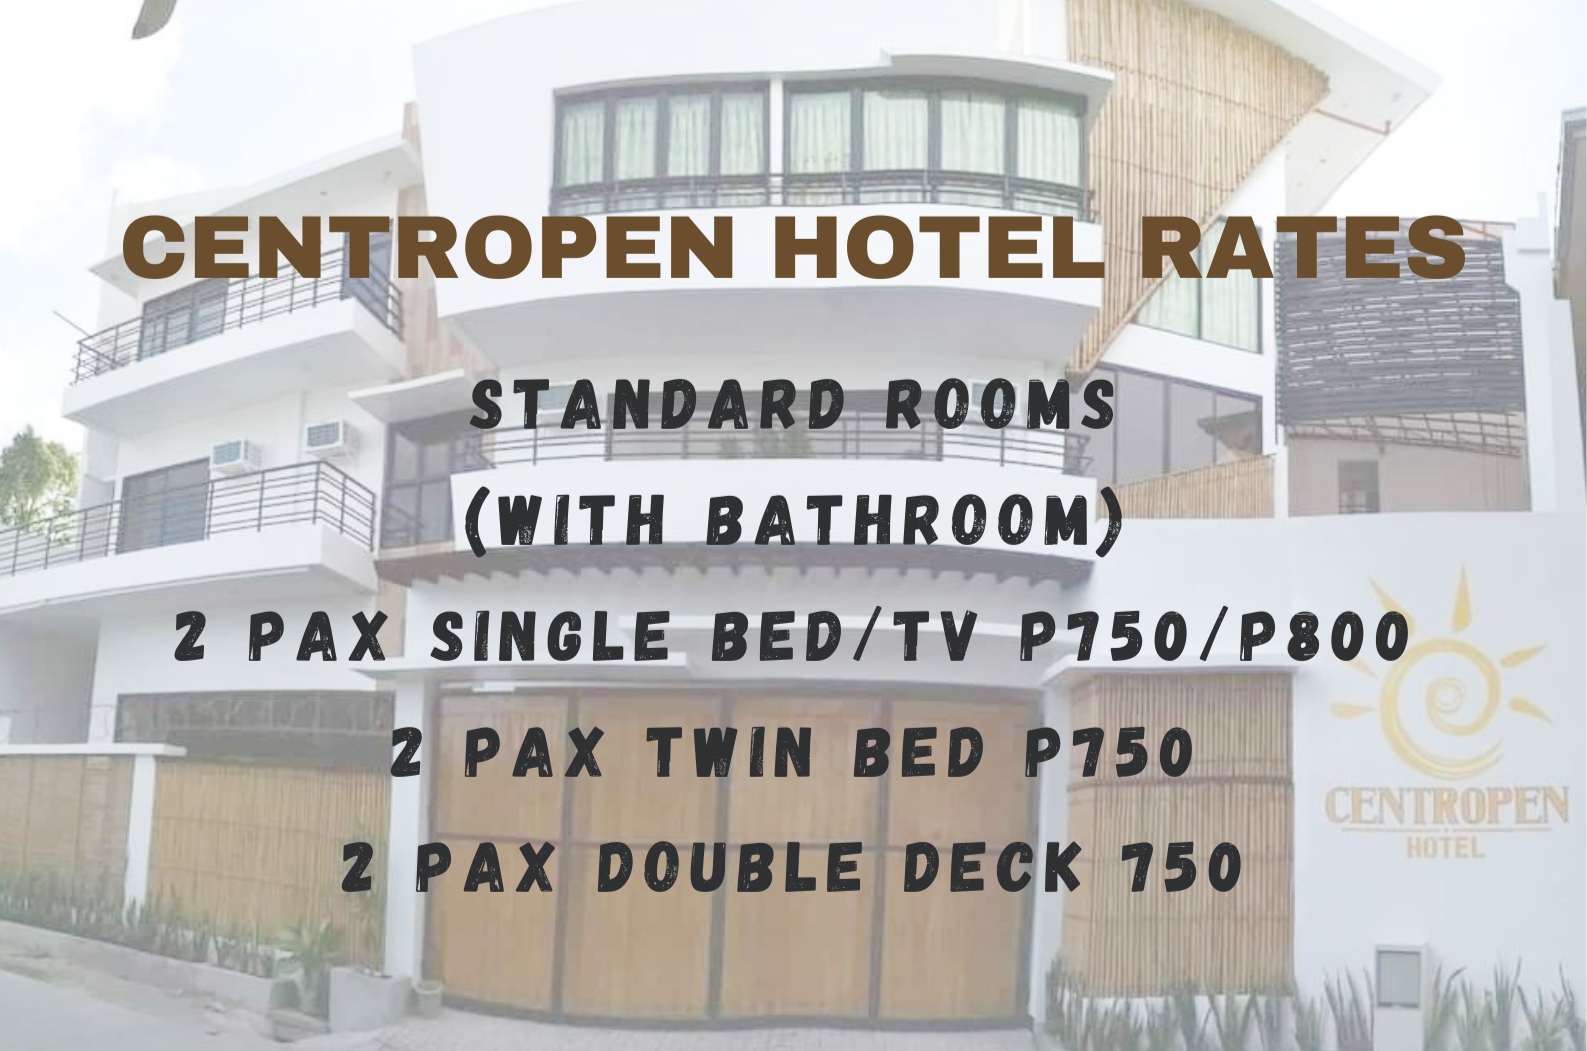 CENTROPEN HOTEL RATES
STANDARD ROOMS
(WITH BATHROOM)
2 PAX SINGLE BED/TV P750/P800
2 PAX TWIN BED P750
2 PAX DOUBLE DECK 750
CENTROPEN
HOTEL